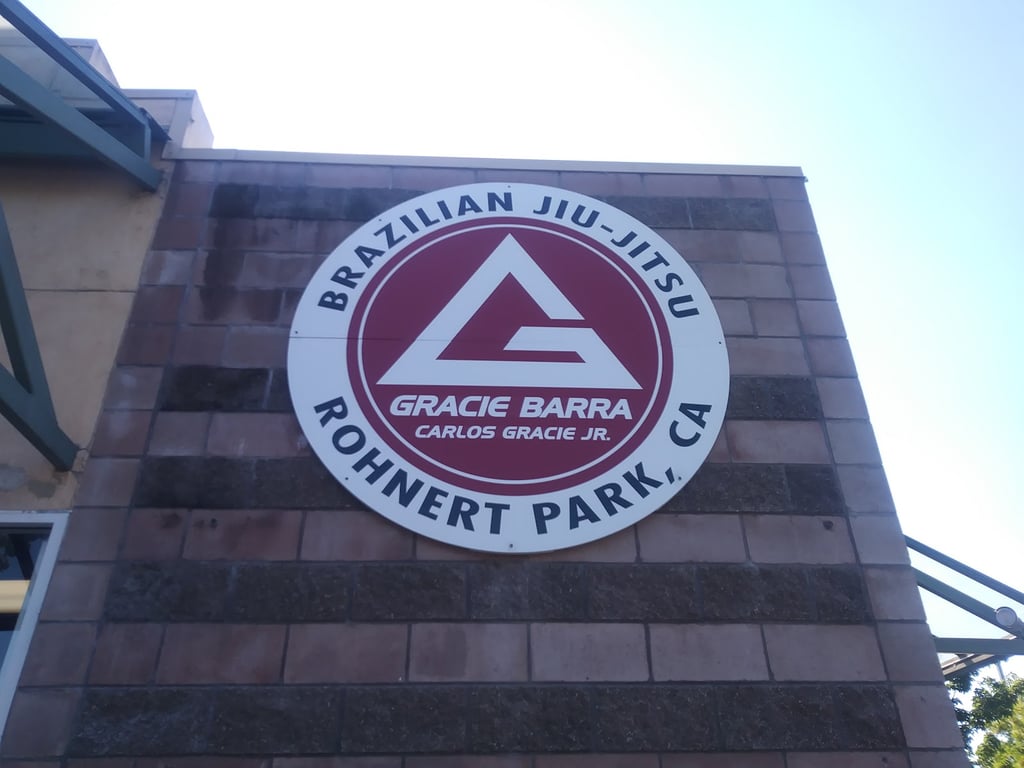 BRAZILIAN JIU-JITSU
GRACIE BARRA
CARLOS GRACIE JR.
ROHNERT PARK, CA